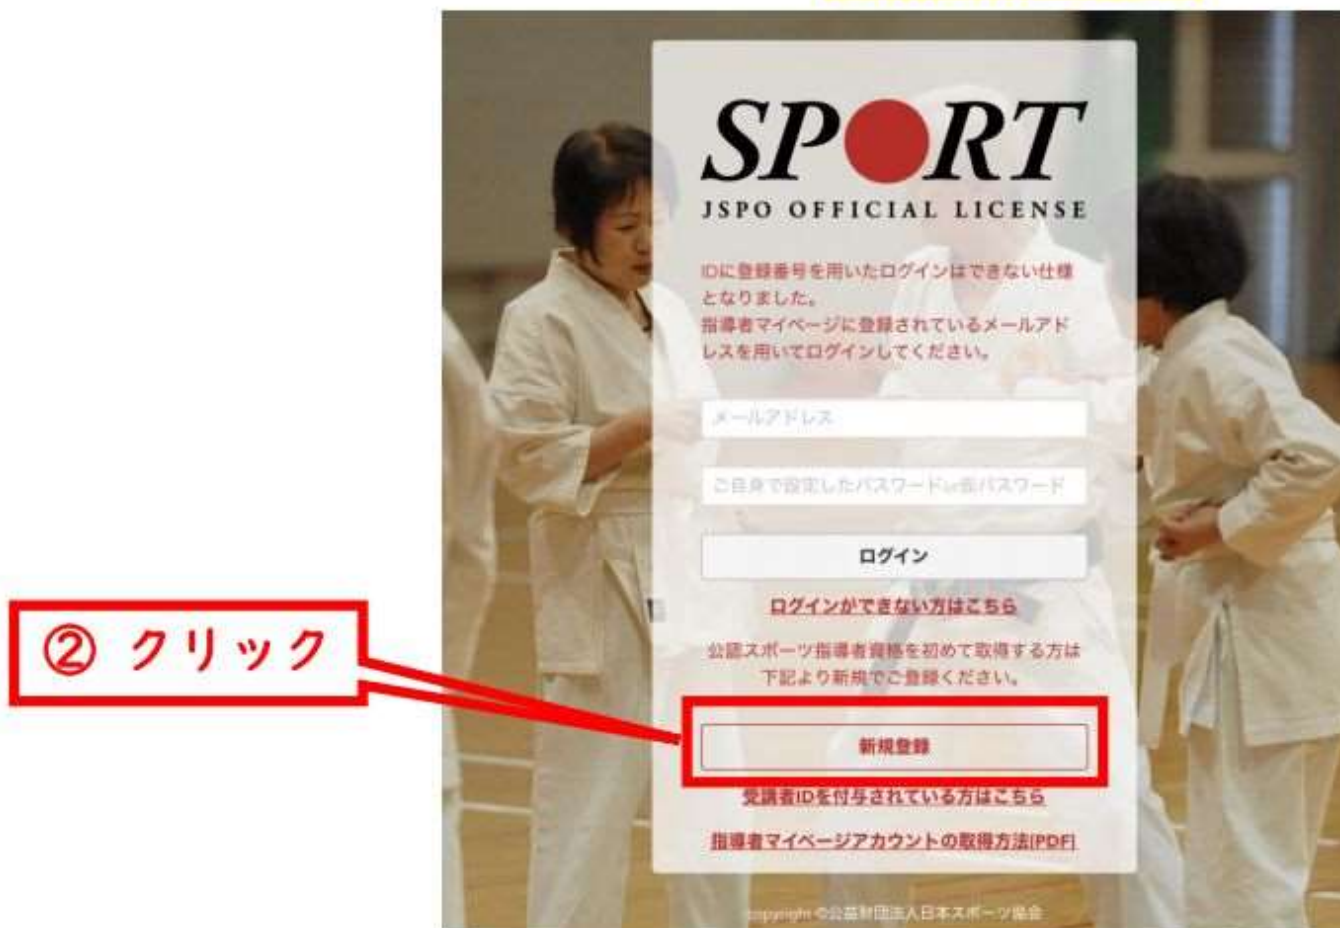 SPORT
JSPO OFFICIAL LICENSE
IDに登録番号を用いたログインはできない仕様
となりました。
指導者マイページに登録されているメールアド
レスを用いてログインしてください。
メールアドレス
ご自身で設定したパスワードor仮パスワード
ログイン
ログインができない方はこちら
② クリック
公認スポーツ指導者資格を初めて取得する方は
下記より新規でご登録ください。
新規登録
受講者IDを付与されている方はこちら
指導者マイページアカウントの取得方法[PDF]
copyright ©公益財団法人日本スポーツ協会